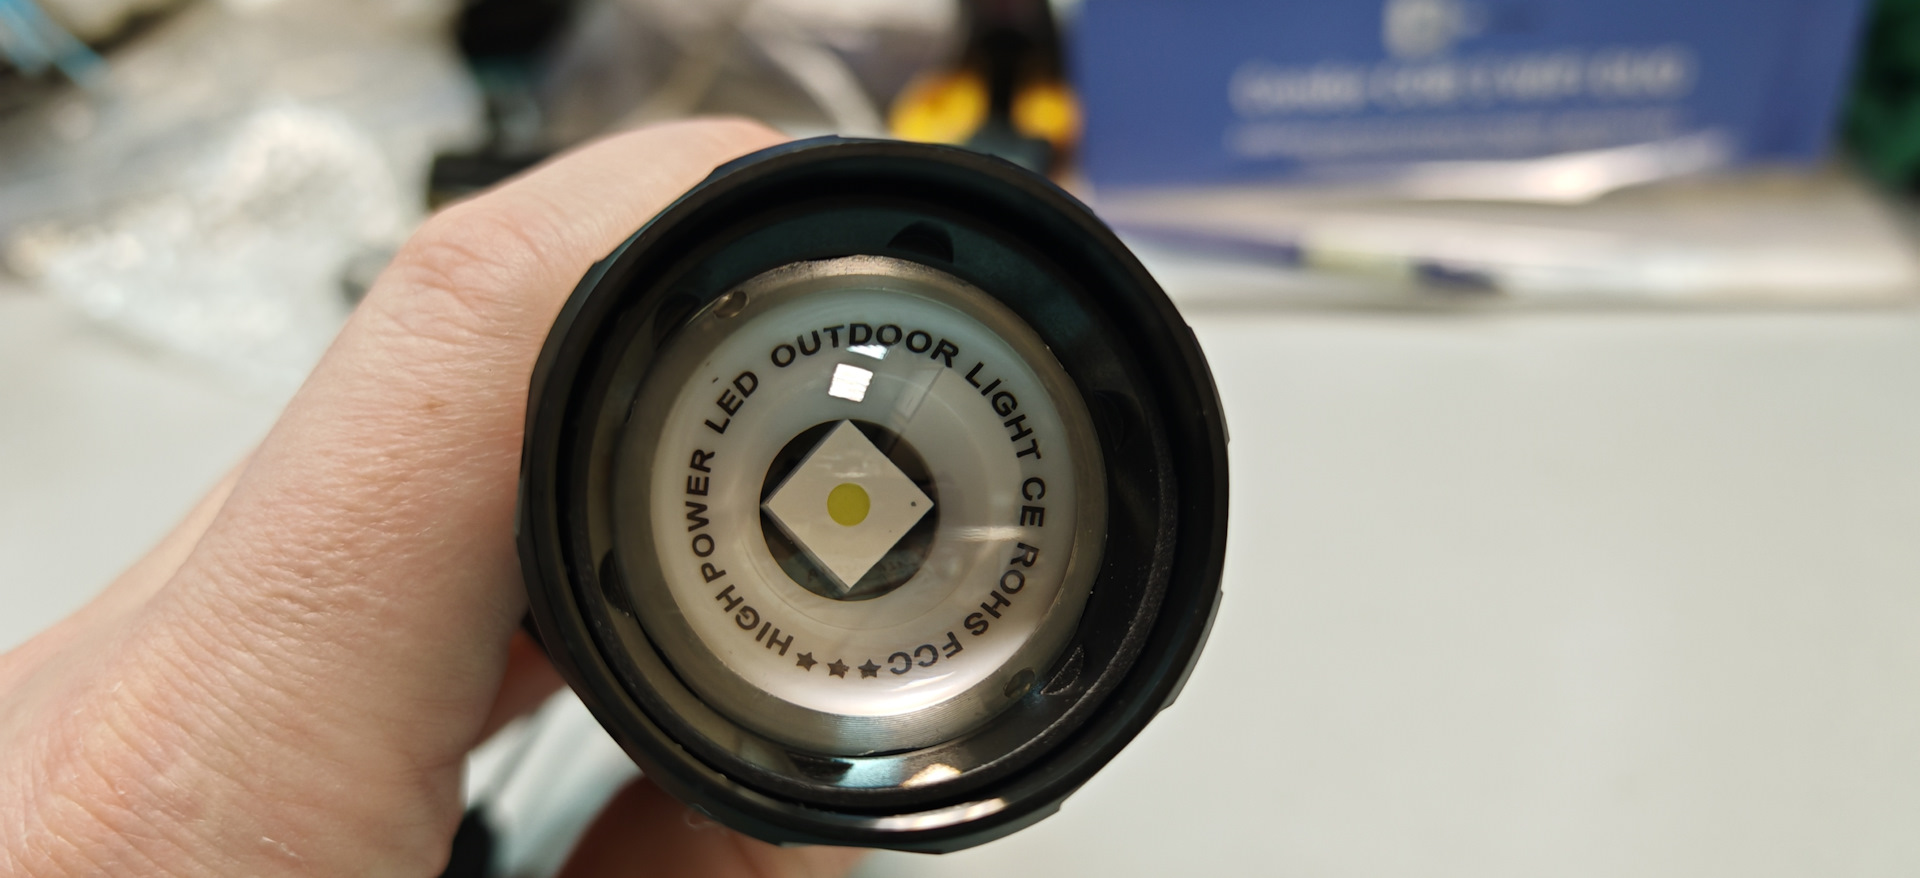 HIGH POWER LED OUTDOOR LIGHT CE ROHS FCC★★★